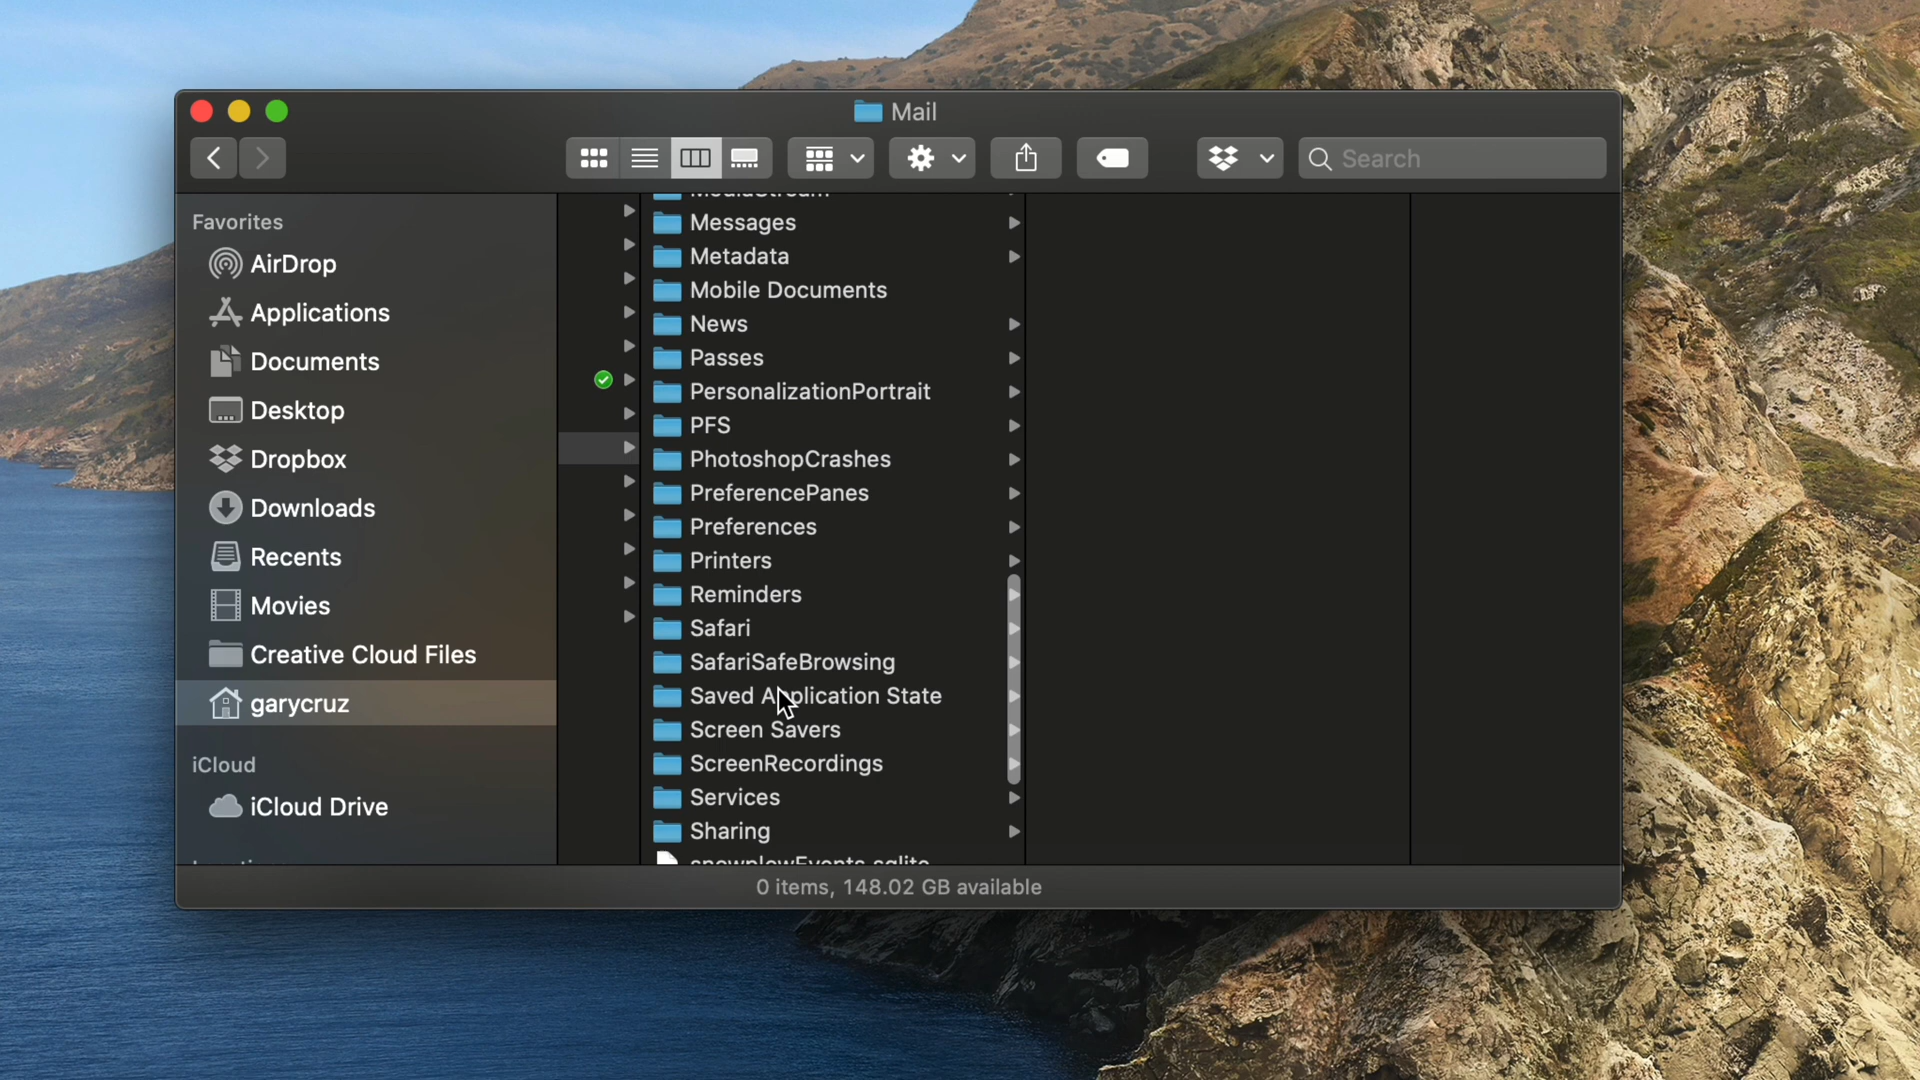 Mail
Search
Favorites
AirDrop
Applications
Documents
Desktop
Dropbox
Downloads
Recents
Movies
Creative Cloud Files
garycruz
iCloud
iCloud Drive
Messages
Metadata
Mobile Documents
News
Passes
PersonalizationPortrait
PFS
PhotoshopCrashes
PreferencePanes
Preferences
Printers
Reminders
Safari
SafariSafeBrowsing
Saved Application State
Screen Savers
ScreenRecordings
Services
Sharing
snowplowEvents.sqlite
0 items, 148.02 GB available